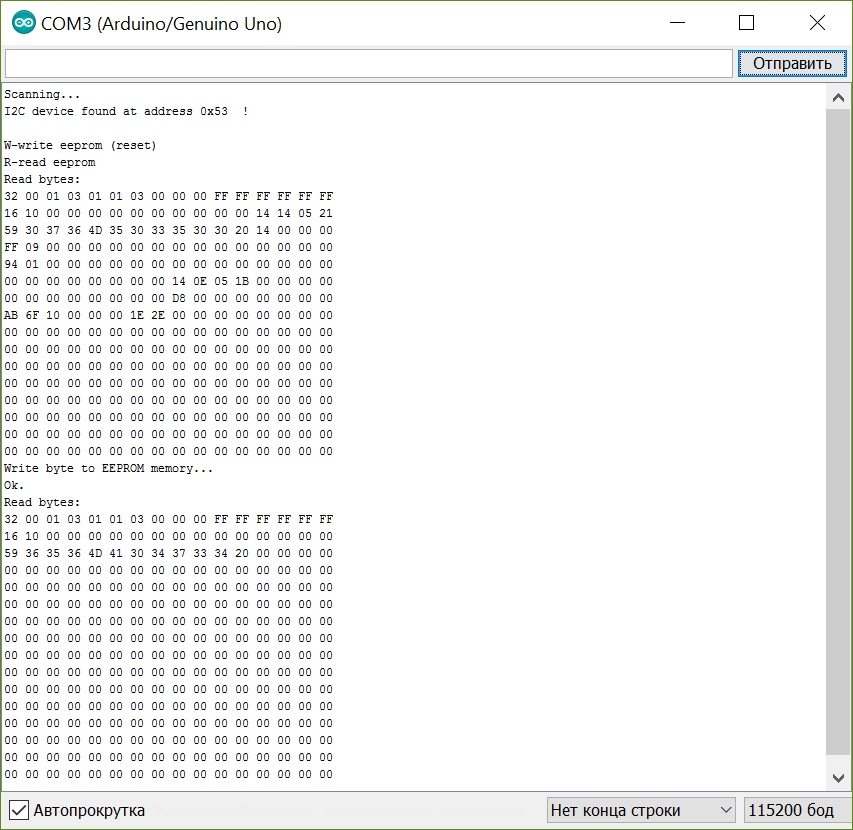 COM3 (Arduino/Genuino Uno)
Отправить
Scanning...
I2C device found at address 0x53  !
W-write eeprom (reset)
R-read eeprom
Read bytes:
32 00 01 03 01 01 03 00 00 00 FF FF FF FF FF FF
16 10 00 00 00 00 00 00 00 00 00 00 14 14 05 21
59 30 37 36 4D 35 30 33 35 30 30 20 14 00 00 00
FF 09 00 00 00 00 00 00 00 00 00 00 00 00 00 00
94 01 00 00 00 00 00 00 00 00 00 00 00 00 00 00
00 00 00 00 00 00 00 00 14 0E 05 1B 00 00 00 00
00 00 00 00 00 00 00 00 D8 00 00 00 00 00 00 00
AB 6F 10 00 00 00 1E 2E 00 00 00 00 00 00 00 00
00 00 00 00 00 00 00 00 00 00 00 00 00 00 00 00
00 00 00 00 00 00 00 00 00 00 00 00 00 00 00 00
00 00 00 00 00 00 00 00 00 00 00 00 00 00 00 00
00 00 00 00 00 00 00 00 00 00 00 00 00 00 00 00
00 00 00 00 00 00 00 00 00 00 00 00 00 00 00 00
00 00 00 00 00 00 00 00 00 00 00 00 00 00 00 00
00 00 00 00 00 00 00 00 00 00 00 00 00 00 00 00
00 00 00 00 00 00 00 00 00 00 00 00 00 00 00 00
Write byte to EEPROM memory...
Ok.
Read bytes:
32 00 01 03 01 01 03 00 00 00 FF FF FF FF FF FF
16 10 00 00 00 00 00 00 00 00 00 00 00 00 00 00
59 36 35 36 4D 41 30 34 37 33 34 20 00 00 00 00
00 00 00 00 00 00 00 00 00 00 00 00 00 00 00 00
00 00 00 00 00 00 00 00 00 00 00 00 00 00 00 00
00 00 00 00 00 00 00 00 00 00 00 00 00 00 00 00
00 00 00 00 00 00 00 00 00 00 00 00 00 00 00 00
00 00 00 00 00 00 00 00 00 00 00 00 00 00 00 00
00 00 00 00 00 00 00 00 00 00 00 00 00 00 00 00
00 00 00 00 00 00 00 00 00 00 00 00 00 00 00 00
00 00 00 00 00 00 00 00 00 00 00 00 00 00 00 00
00 00 00 00 00 00 00 00 00 00 00 00 00 00 00 00
00 00 00 00 00 00 00 00 00 00 00 00 00 00 00 00
00 00 00 00 00 00 00 00 00 00 00 00 00 00 00 00
00 00 00 00 00 00 00 00 00 00 00 00 00 00 00 00
00 00 00 00 00 00 00 00 00 00 00 00 00 00 00 00
Автопрокрутка
Нет конца строки
115200 бод